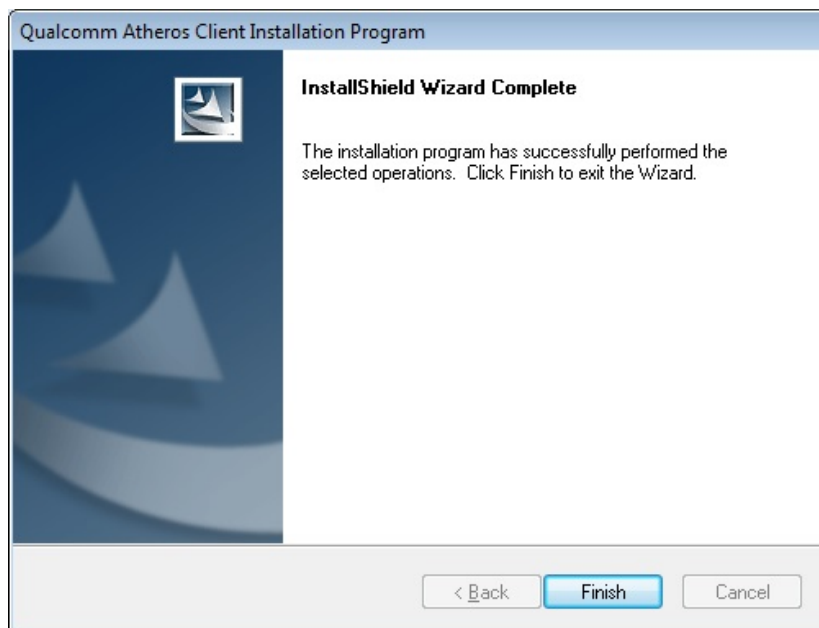 Qualcomm Atheros Client Installation Program
InstallShield Wizard Complete
The installation program has successfully performed the
selected operations.  Click Finish to exit the Wizard.
< Back
Finish
Cancel